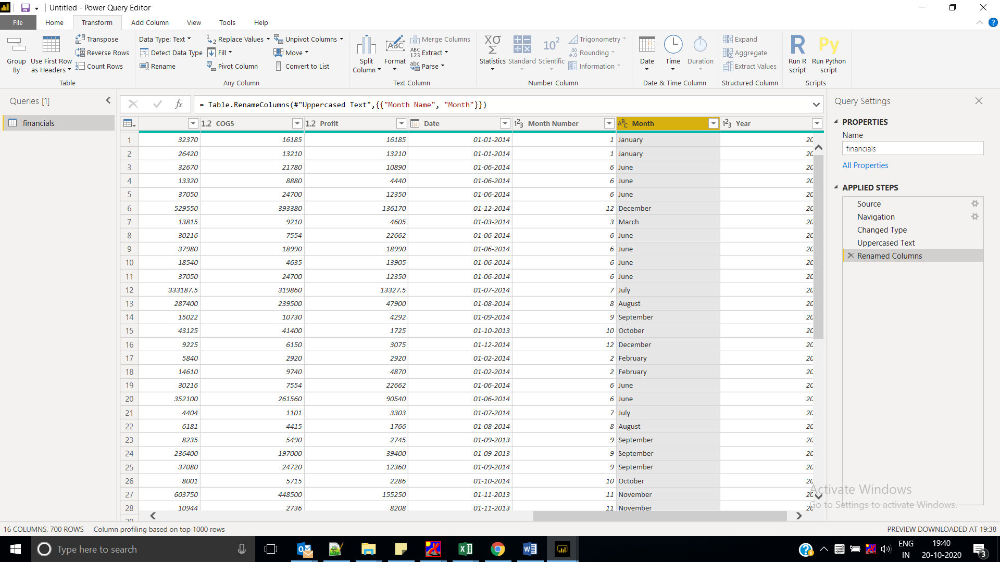 Untitled - Power Query Editor
File Home Transform Add Column View Tools Help
Group By
Use First Row as Headers
Transpose
Reverse Rows
Count Rows
Table
Data Type: Text
Detect Data Type
Rename
Replace Values
Fill
Pivot Column
Unpivot Columns
Move
Convert to List
Any Column
Split Column
Format
Merge Columns
Extract
Parse
Text Column
Statistics
Standard
Scientific
Trigonometry
Rounding
Information
Number Column
Date
Time
Duration
Date & Time Column
Expand
Aggregate
Extract Values
Structured Column
Run R script
Run Python script
Scripts
Queries [1]
financials
= Table.RenameColumns(#"Uppercased Text",{{"Month Name", "Month"}})
1.2 COGS 1.2 Profit Date 123 Month Number ABC Month 123 Year
1 32370 16185 16185 01-01-2014 1 January 20
2 26420 13210 13210 01-01-2014 1 January 20
3 32670 21780 10890 01-06-2014 6 June 20
4 13320 8880 4440 01-06-2014 6 June 20
5 37050 24700 12350 01-06-2014 6 June 20
6 529550 393380 136170 01-12-2014 12 December 20
7 13815 9210 4605 01-03-2014 3 March 20
8 30216 7554 22662 01-06-2014 6 June 20
9 37980 18990 18990 01-06-2014 6 June 20
10 18540 4635 13905 01-06-2014 6 June 20
11 37050 24700 12350 01-06-2014 6 June 20
12 333187.5 319860 13327.5 01-07-2014 7 July 20
13 287400 239500 47900 01-08-2014 8 August 20
14 15022 10730 4292 01-09-2014 9 September 20
15 43125 41400 1725 01-10-2013 10 October 20
16 9225 6150 3075 01-12-2014 12 December 20
17 5840 2920 2920 01-02-2014 2 February 20
18 14610 9740 4870 01-02-2014 2 February 20
19 30216 7554 22662 01-06-2014 6 June 20
20 352100 261560 90540 01-06-2014 6 June 20
21 4404 1101 3303 01-07-2014 7 July 20
22 6181 4415 1766 01-08-2014 8 August 20
23 8235 5490 2745 01-09-2013 9 September 20
24 236400 197000 39400 01-09-2013 9 September 20
25 37080 24720 12360 01-09-2014 9 September 20
26 8001 5715 2286 01-10-2014 10 October 20
27 603750 448500 155250 01-11-2013 11 November 20
28 10944 2736 8208 01-11-2013 11 November 20
Query Settings
PROPERTIES
Name
financials
All Properties
APPLIED STEPS
Source
Navigation
Changed Type
Uppercased Text
Renamed Columns
Activate Windows
Go to Settings to activate Windows.
16 COLUMNS, 700 ROWS Column profiling based on top 1000 rows PREVIEW DOWNLOADED AT 19:38
Type here to search
ENG
IN
19:40
20-10-2020
3